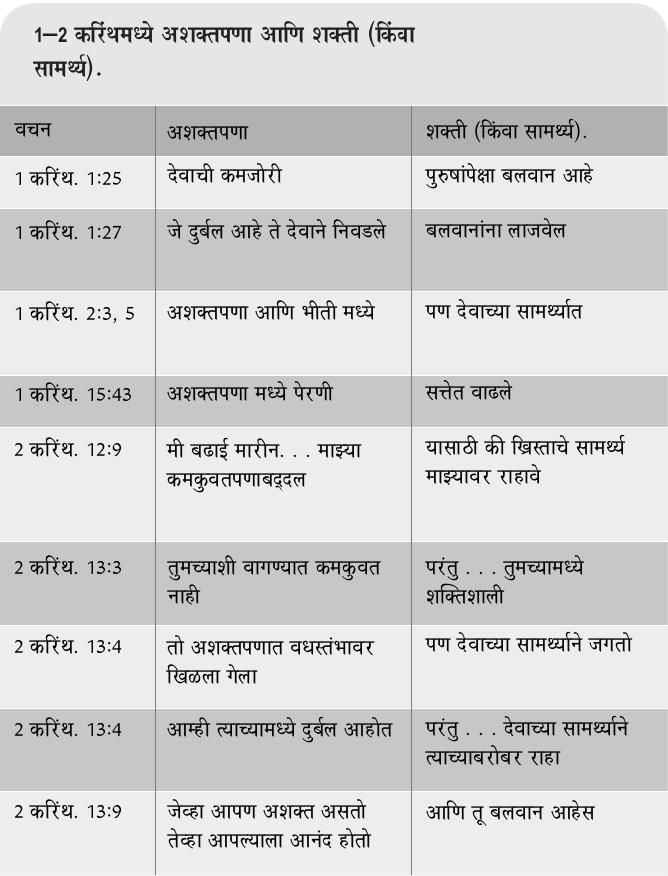 1–2 करिंथमध्ये अशक्तपणा आणि शक्ती (किंवा
सामर्थ्य).
वचन अशक्तपणा शक्ती (किंवा सामर्थ्य).
1 करिंथ. 1:25 देवाची कमजोरी पुरुषांपेक्षा बलवान आहे
1 करिंथ. 1:27 जे दुर्बल आहे ते देवाने निवडले बलवानांना लाजवेल
1 करिंथ. 2:3, 5 अशक्तपणा आणि भीती मध्ये पण देवाच्या सामर्थ्यात
1 करिंथ. 15:43 अशक्तपणा मध्ये पेरणी सत्तेत वाढले
2 करिंथ. 12:9 मी बढाई मारीन. . . माझ्या यासाठी की ख्रिस्ताचे सामर्थ्य
कमकुवतपणाबद्दल माझ्यावर राहावे
2 करिंथ. 13:3 तुमच्याशी वागण्यात कमकुवत परंतु . . . तुमच्यामध्ये
नाही शक्तिशाली
2 करिंथ. 13:4 तो अशक्तपणात वधस्तंभावर पण देवाच्या सामर्थ्याने जगतो
खिळला गेला
2 करिंथ. 13:4 आम्ही त्याच्यामध्ये दुर्बल आहोत परंतु . . . देवाच्या सामर्थ्याने
त्याच्याबरोबर राहा
2 करिंथ. 13:9 जेव्हा आपण अशक्त असतो आणि तू बलवान आहेस
तेव्हा आपल्याला आनंद होतो